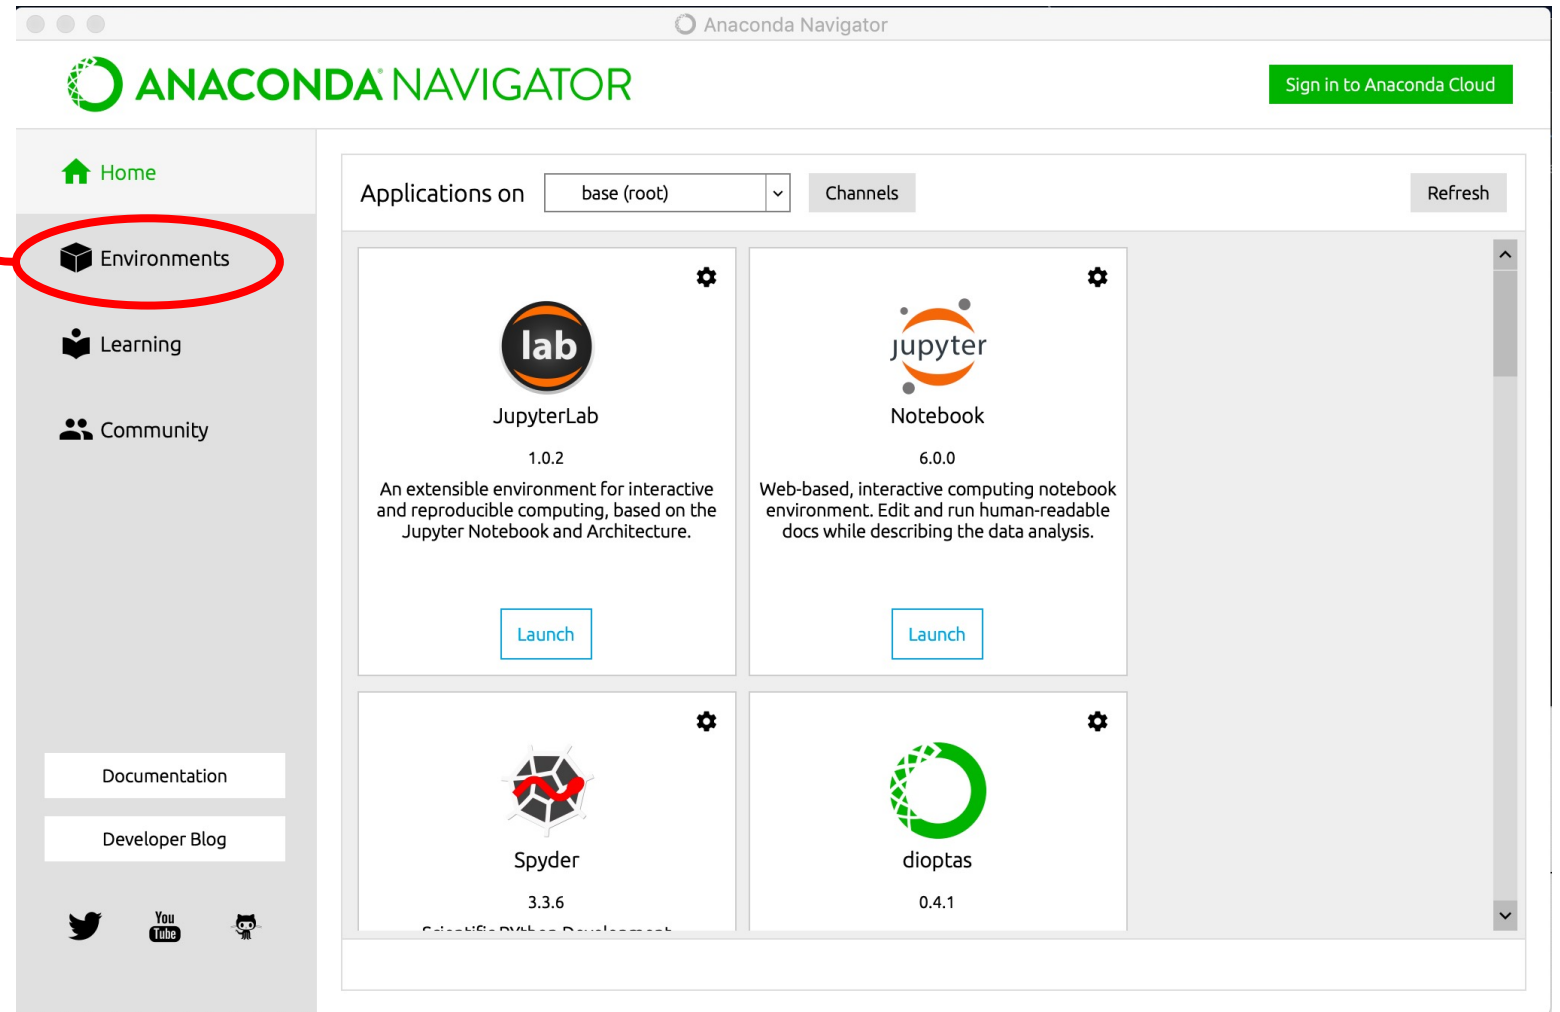 Anaconda Navigator
ANACONDA NAVIGATOR
Sign in to Anaconda Cloud
Home
Environments
Learning
Community
Documentation
Developer Blog
You
Tube
Applications on
base (root)
Channels
Refresh
lab
JupyterLab
1.0.2
An extensible environment for interactive
and reproducible computing, based on the
Jupyter Notebook and Architecture.
Launch
jupyter
Notebook
6.0.0
Web-based, interactive computing notebook
environment. Edit and run human-readable
docs while describing the data analysis.
Launch
Spyder
3.3.6
Scientific PYthon Development
dioptas
0.4.1